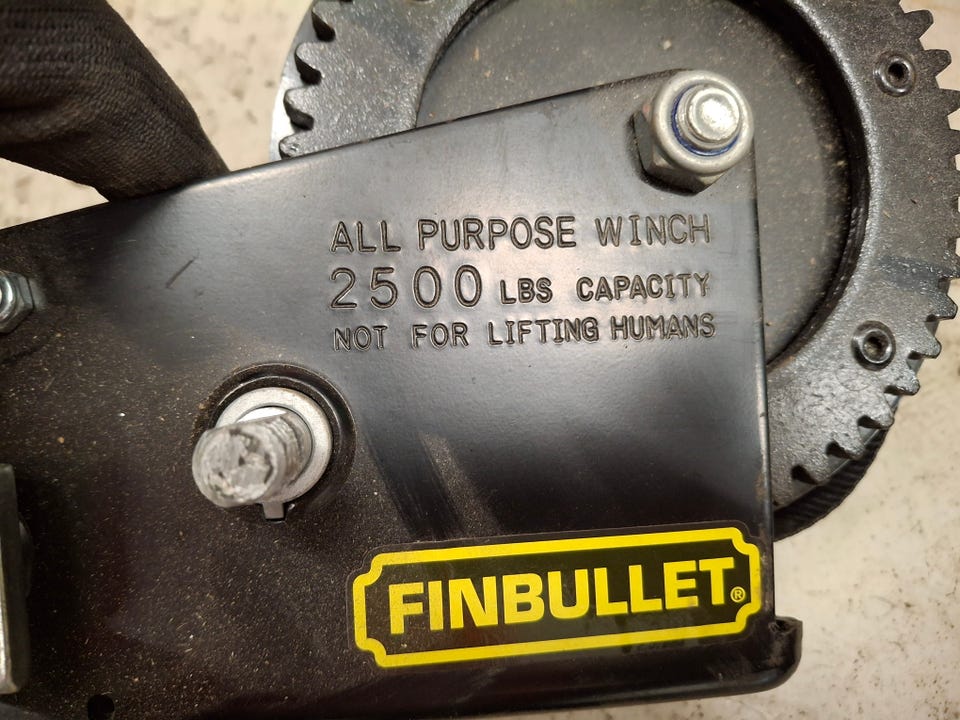 ALL PURPOSE WINCH
2500 LBS CAPACITY
NOT FOR LIFTING HUMANS
FINBULLET®